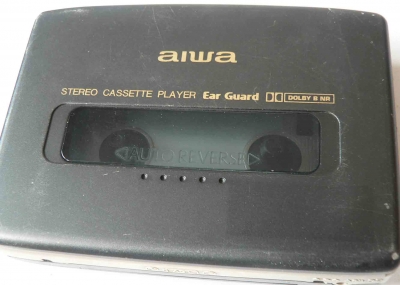 aiwa
STEREO CASSETTE PLAYER Ear Guard DOLBY B NR
AUTO REVERSE